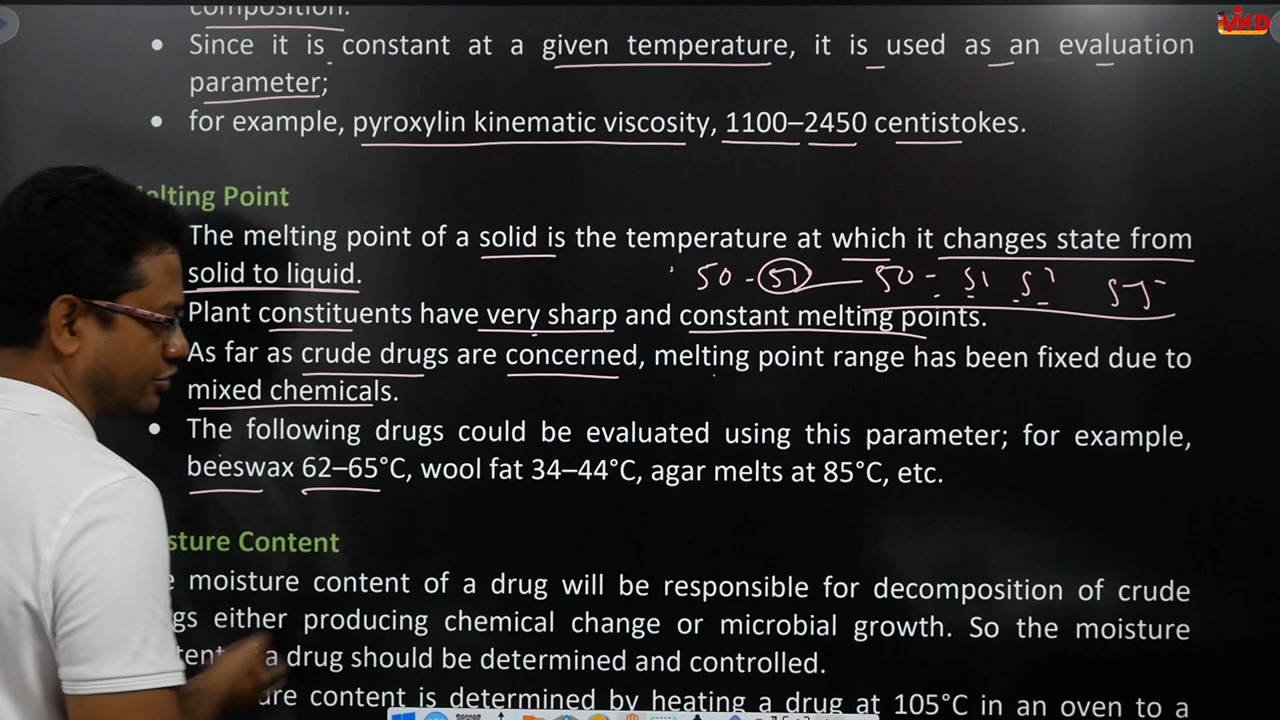 composition.
• Since it is constant at a given temperature, it is used as an evaluation
parameter;
• for example, pyroxylin kinematic viscosity, 1100–2450 centistokes.
elting Point
The melting point of a solid is the temperature at which it changes state from
solid to liquid.
50 - 51 50 - 51
Plant constituents have very sharp and constant melting points.
As far as crude drugs are concerned, melting point range has been fixed due to
mixed chemicals.
• The following drugs could be evaluated using this parameter; for example,
beeswax 62–65°C, wool fat 34–44°C, agar melts at 85°C, etc.
sture Content
moisture content of a drug will be responsible for decomposition of crude
gs either producing chemical change or microbial growth. So the moisture
a drug should be determined and controlled.
ure content is determined by heating a drug at 105°C in an oven to a